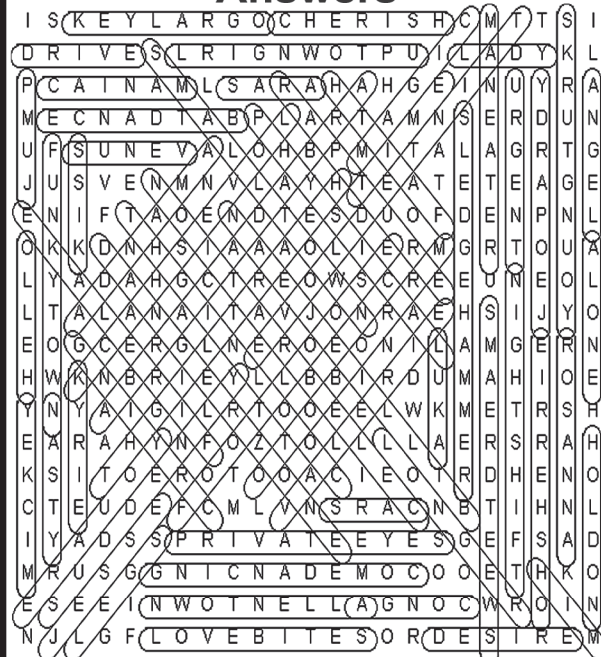 Answers
I S K E Y L A R G O C H E R I S H C M T T S I
D R I V E S L R I G N W O T P U I L A D Y K L
P C A I N A M L S A R A H A H G E I N U Y R A
M E C N A D T A B P L A R T A M N S E R D U N
U F S U N E V A L O H B P M I T A L A G R T G
J U S V E N M N V L A Y H T E A T E T E A G E
E N I F T A O E N D T E S D U O F D E N P N L
O K K D N H S I A A A O L I E R M G R T O U A
L Y A D A H G C T R E O W S C R E E U N E O L
L T A L A N A I T A V J O N R A E H S I J Y O
E O G C E R G L N E R O E O N I L A M G E R N
H W K N B R I E Y L L B B I R D U M A H I O E
Y N Y A I G I L R T O O E E L W K M E T R S H
E A R A H Y N F O Z T O L L L L A E R S R A H
K S I T O E R O T O O A C I E O T R D H E N O
C T E U D E F C M L V N S R A C N B T I H N L
I Y A D S S P R I V A T E E Y E S G E F S A D
M R U S G G N I C N A D E M O C O O E T H K O
E S E E I N W O T N E L L A G N O C W R O I N
N J L G F L O V E B I T E S O R D E S I R E M